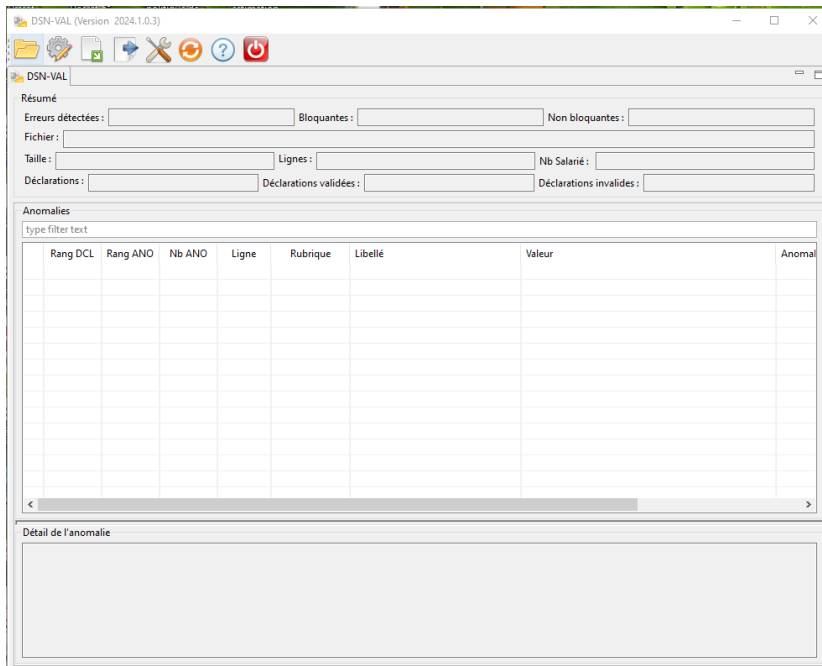 DSN-VAL (Version 2024.1.0.3)
DSN-VAL
Résumé
Erreurs détectées : Bloquantes : Non bloquantes :
Fichier :
Taille : Lignes : Nb Salarié :
Déclarations : Déclarations validées : Déclarations invalides :
Anomalies
type filter text
Rang DCL Rang ANO Nb ANO Ligne Rubrique Libellé Valeur Anomal
Détail de l'anomalie